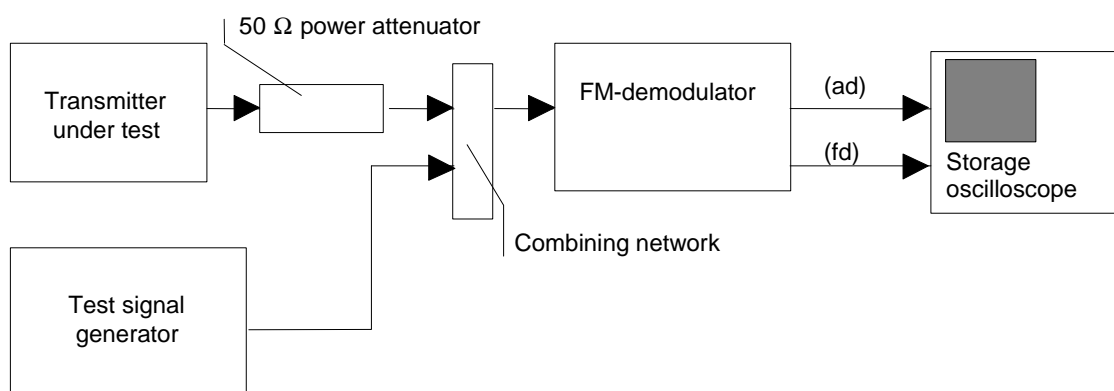 50 Ω power attenuator
Transmitter
under test
FM-demodulator
(ad)
(fd)
Storage
oscilloscope
Combining network
Test signal
generator